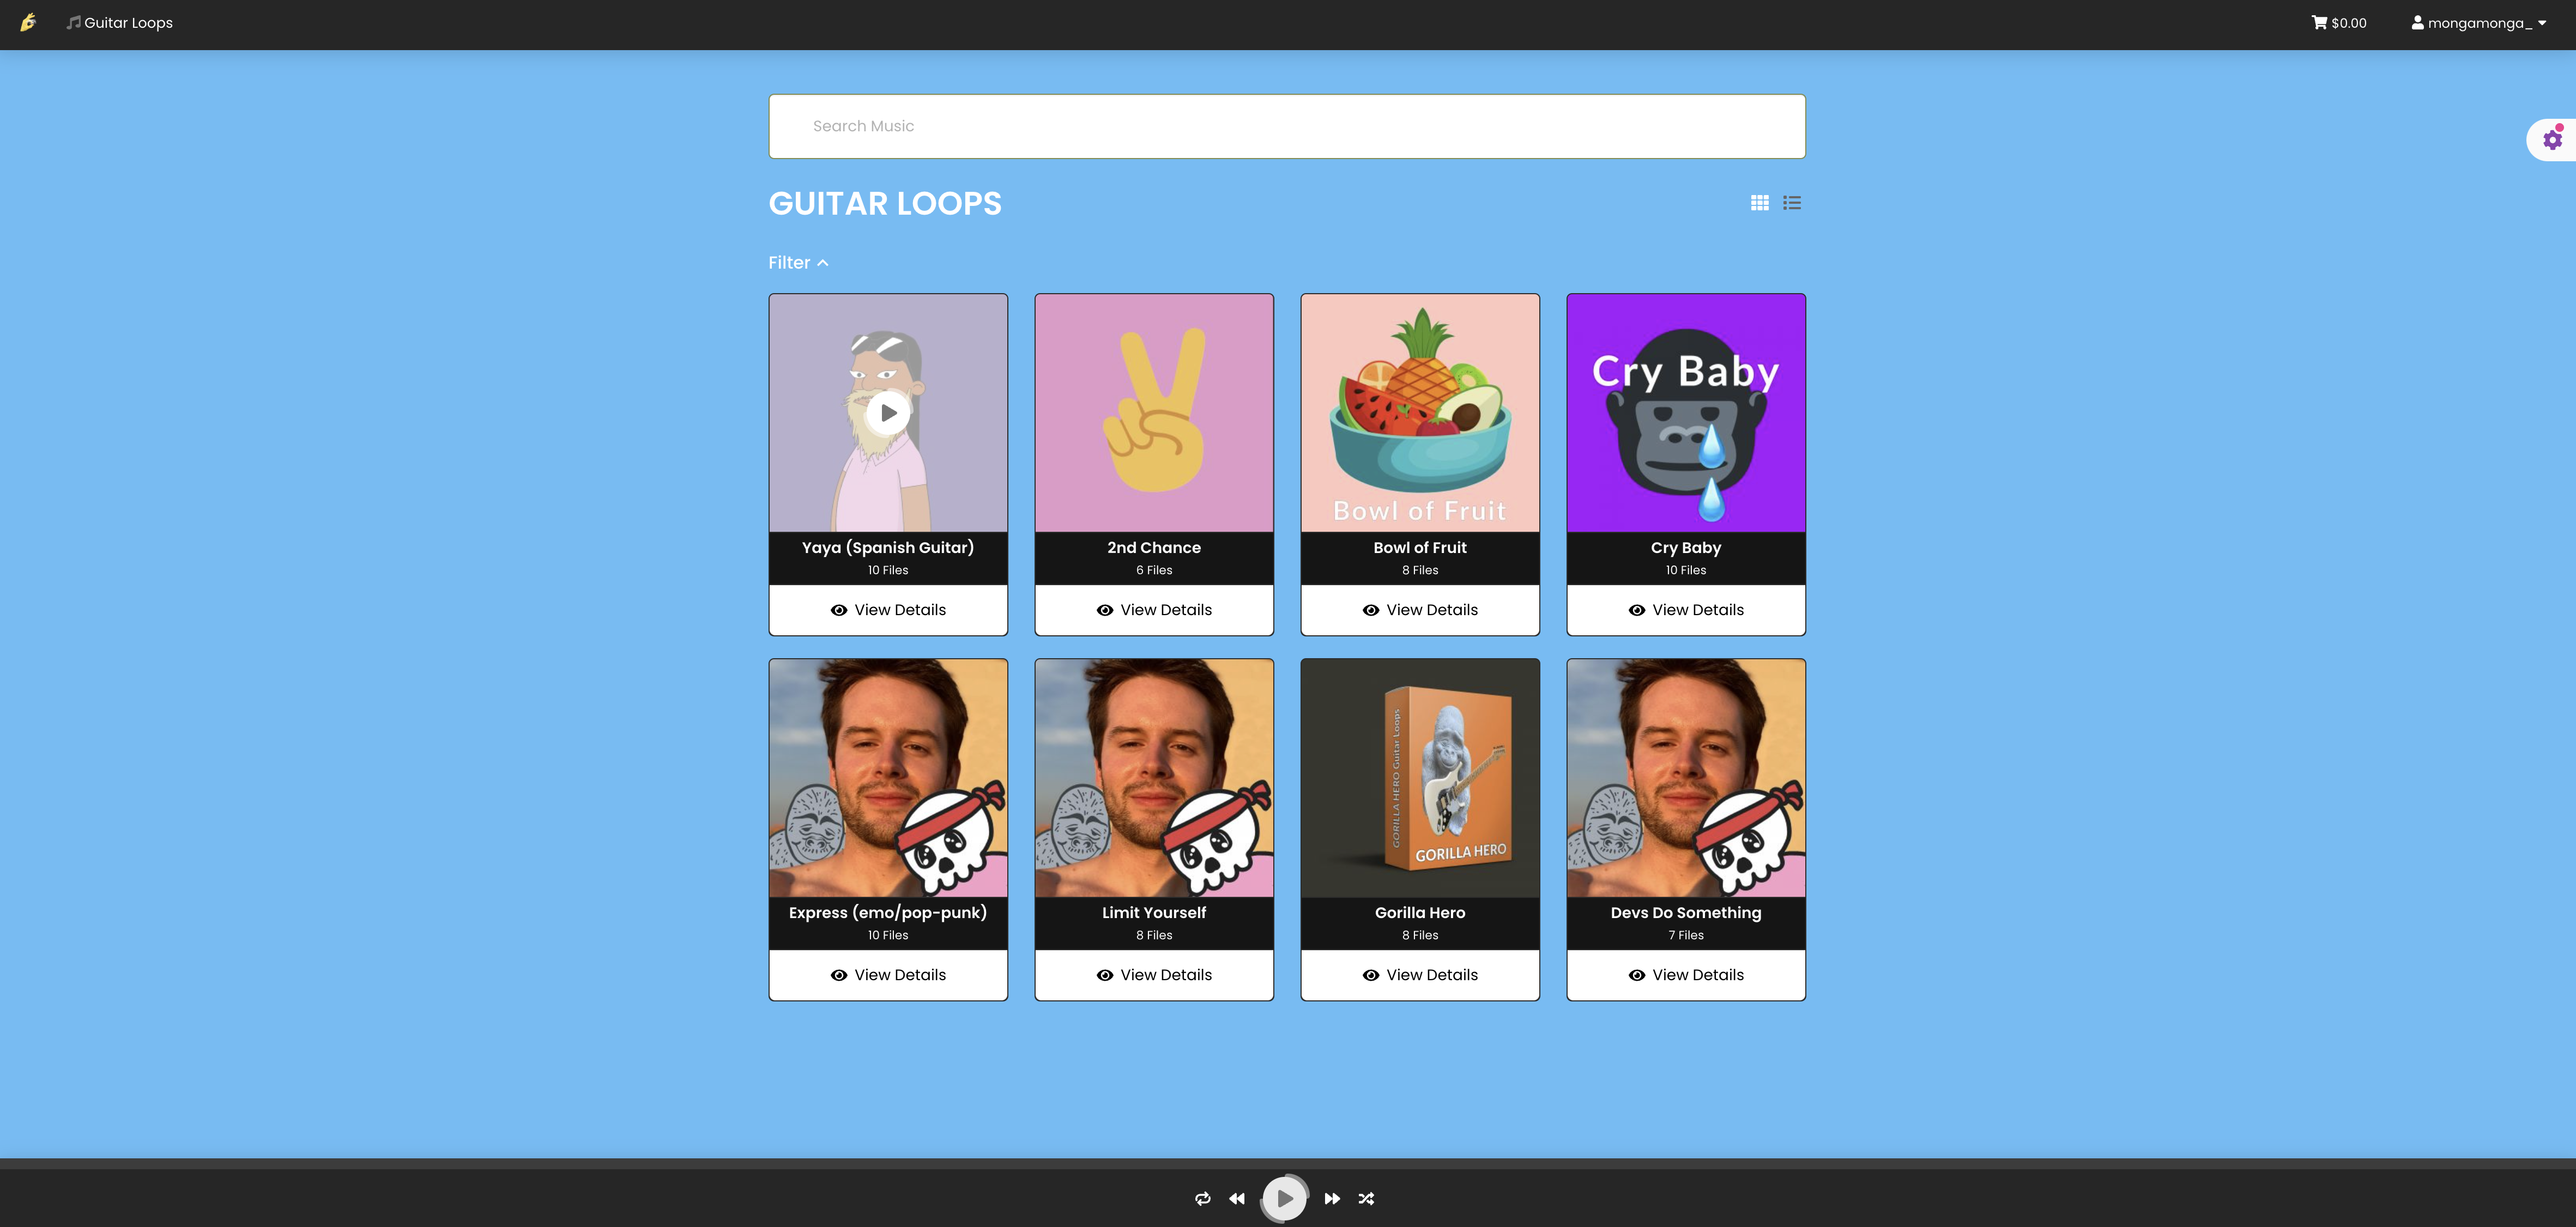 Guitar Loops
$0.00
mongamonga_
Search Music
GUITAR LOOPS
Filter
Cry Baby
Bowl of Fruit
Yaya (Spanish Guitar)
10 Files
View Details
2nd Chance
6 Files
View Details
Bowl of Fruit
8 Files
View Details
Cry Baby
10 Files
View Details
GORILLA HERO Guitar Loops
GORILLA HERO
Express (emo/pop-punk)
10 Files
View Details
Limit Yourself
8 Files
View Details
Gorilla Hero
8 Files
View Details
Devs Do Something
7 Files
View Details